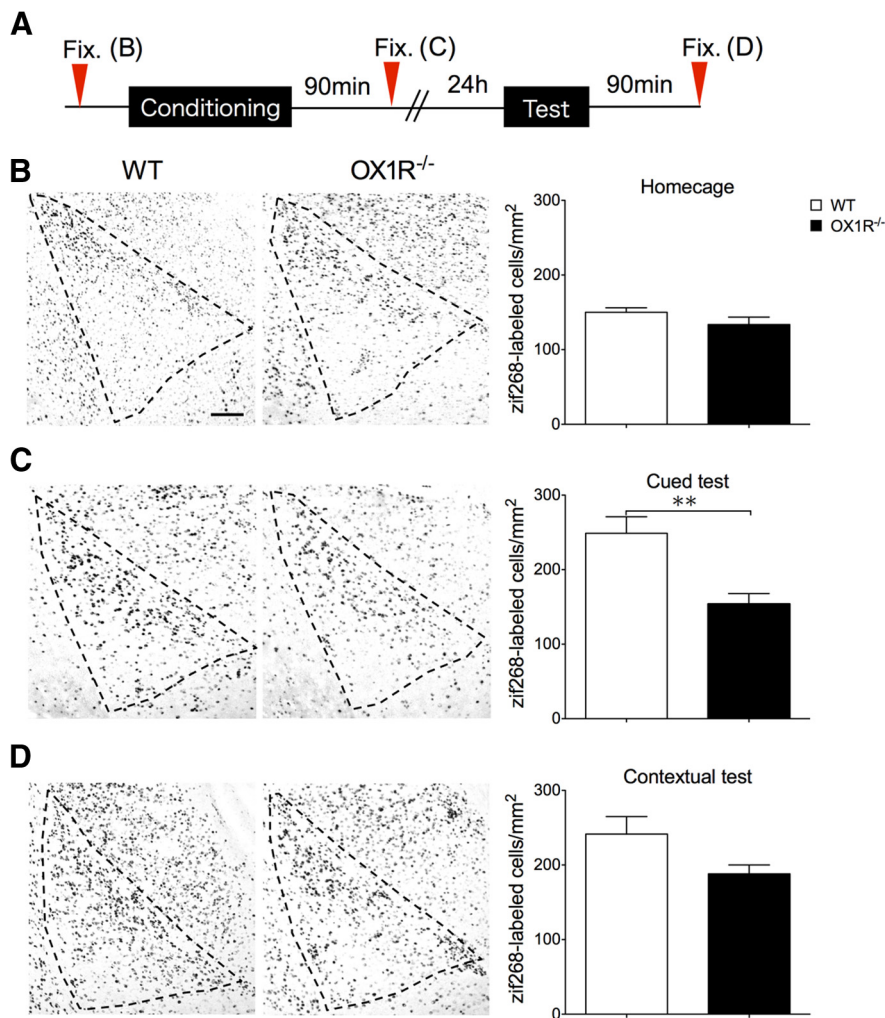 A
Fix. (B)
Fix. (C)
Fix. (D)
Conditioning
90min
24h
Test
90min
B
WT
OX1R-/-
Homecage
WT
OX1R-/-
zif268-labeled cells/mm2
300
200
100
0
C
Cued test
**
zif268-labeled cells/mm2
300
200
100
0
D
Contextual test
zif268-labeled cells/mm2
300
200
100
0